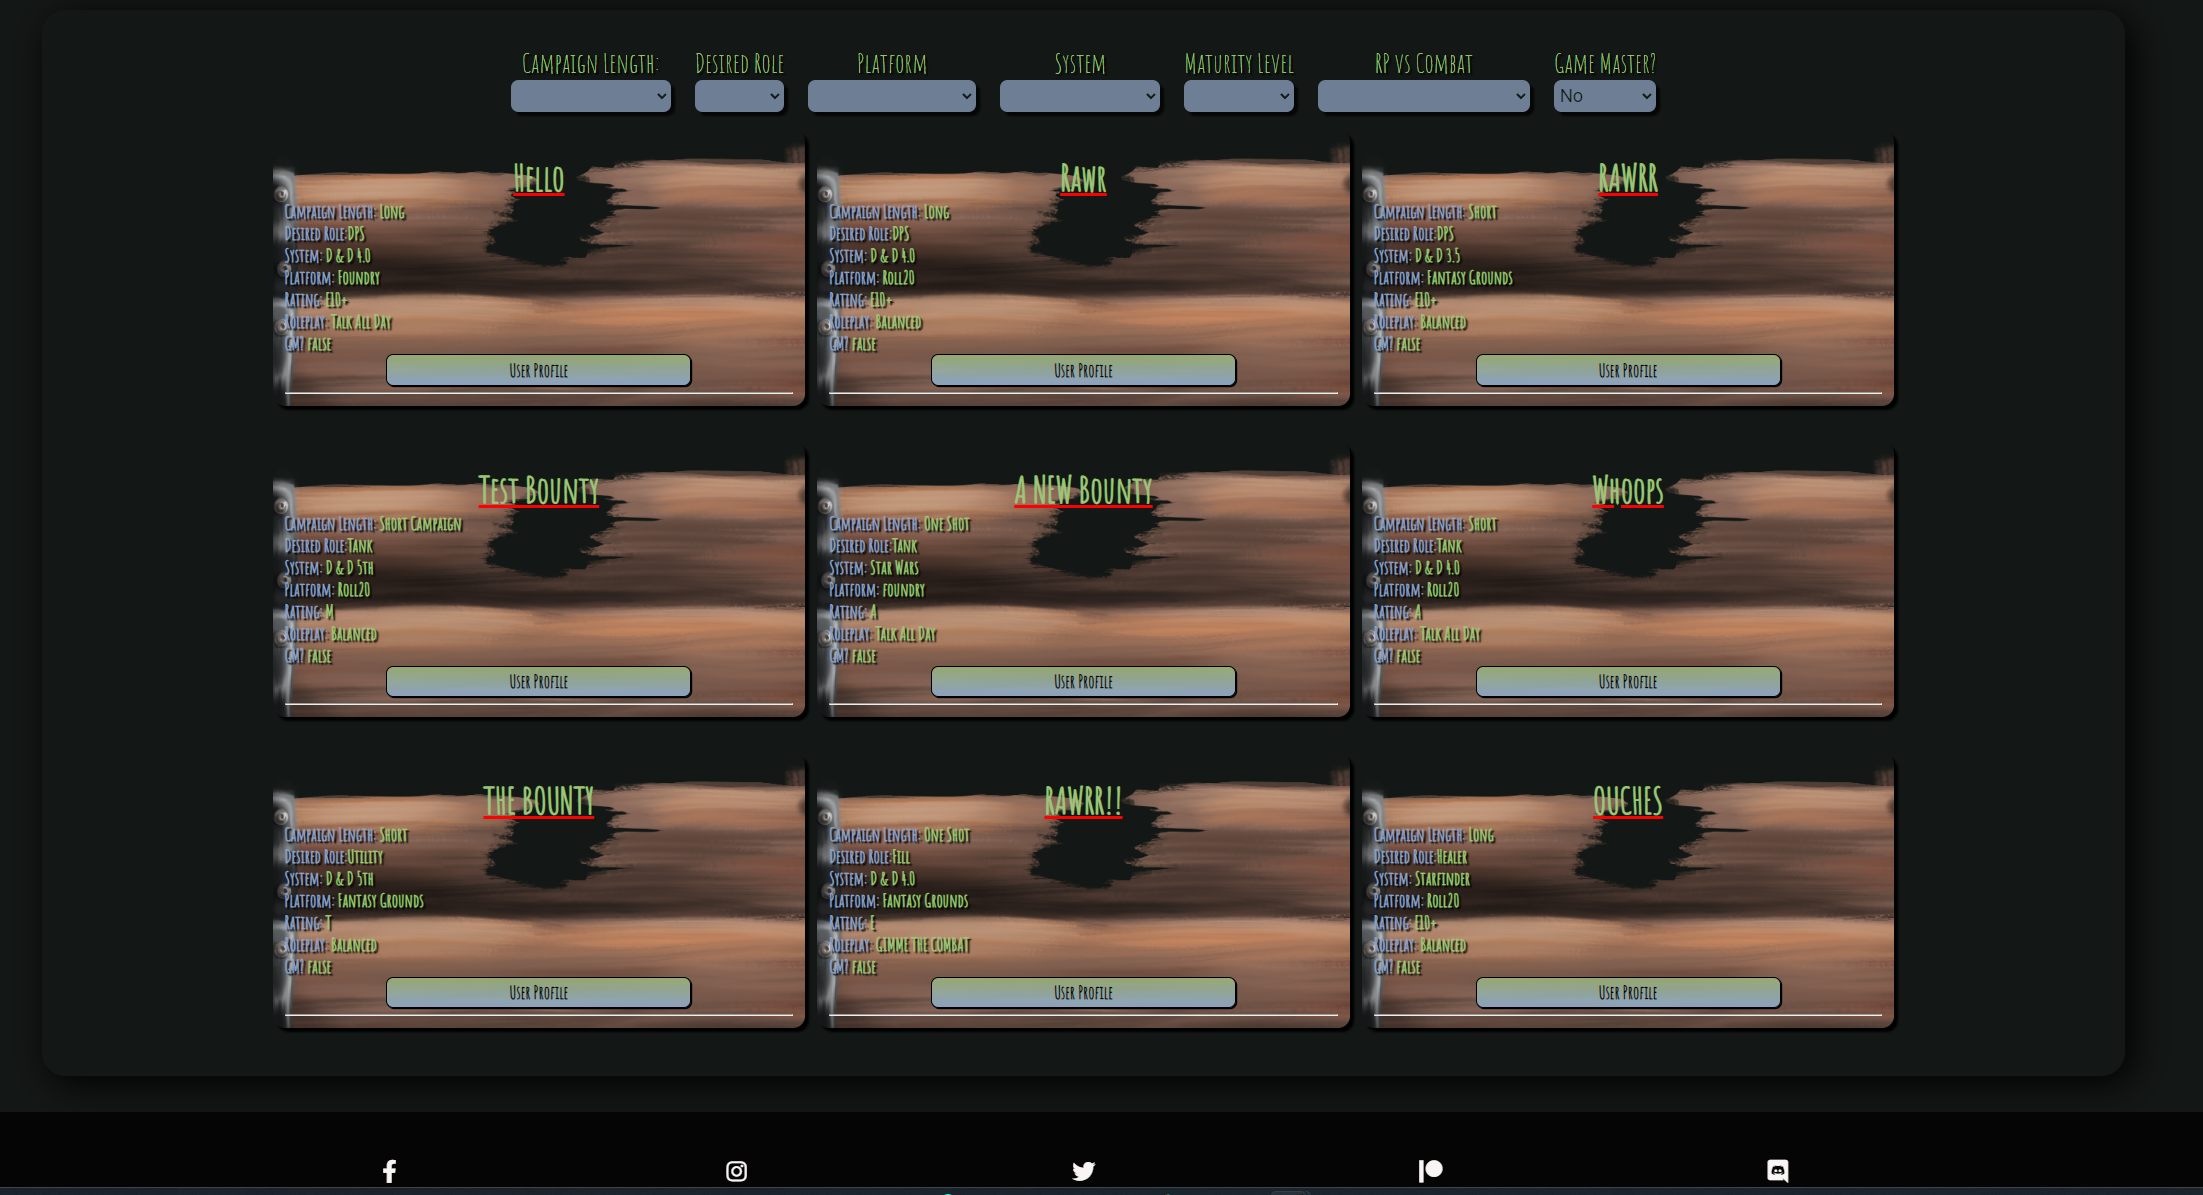 Campaign Length: Desired Role Platform System Maturity Level RP vs Combat Game Master?
No
Hello
Campaign Length: Long
Desired Role:DPS
System: D & D 4.0
Platform: Foundry
Rating: E10+
Roleplay: Talk All Day
GM? false
User Profile
Rawr
Campaign Length: Long
Desired Role:DPS
System: D & D 4.0
Platform: Roll20
Rating: E10+
Roleplay: Balanced
GM? false
User Profile
RAWRR
Campaign Length: Short
Desired Role:DPS
System: D & D 3.5
Platform: Fantasy Grounds
Rating: E10+
Roleplay: Balanced
GM? false
User Profile
Test Bounty
Campaign Length: Short Campaign
Desired Role:Tank
System: D & D 5th
Platform: Roll20
Rating: M
Roleplay: Balanced
GM? false
User Profile
A NEW Bounty
Campaign Length: One Shot
Desired Role:Tank
System: Star Wars
Platform: foundry
Rating: A
Roleplay: Talk All Day
GM? false
User Profile
Whoops
Campaign Length: Short
Desired Role:Tank
System: D & D 4.0
Platform: Roll20
Rating: A
Roleplay: Talk All Day
GM? false
User Profile
THE BOUNTY
Campaign Length: Short
Desired Role:Utility
System: D & D 5th
Platform: Fantasy Grounds
Rating: T
Roleplay: Balanced
GM? false
User Profile
RAWRR!!
Campaign Length: One Shot
Desired Role:Fill
System: D & D 4.0
Platform: Fantasy Grounds
Rating: E
Roleplay: GIMME THE COMBAT
GM? false
User Profile
OUCHES
Campaign Length: Long
Desired Role:Healer
System: Starfinder
Platform: Roll20
Rating: E10+
Roleplay: Balanced
GM? false
User Profile